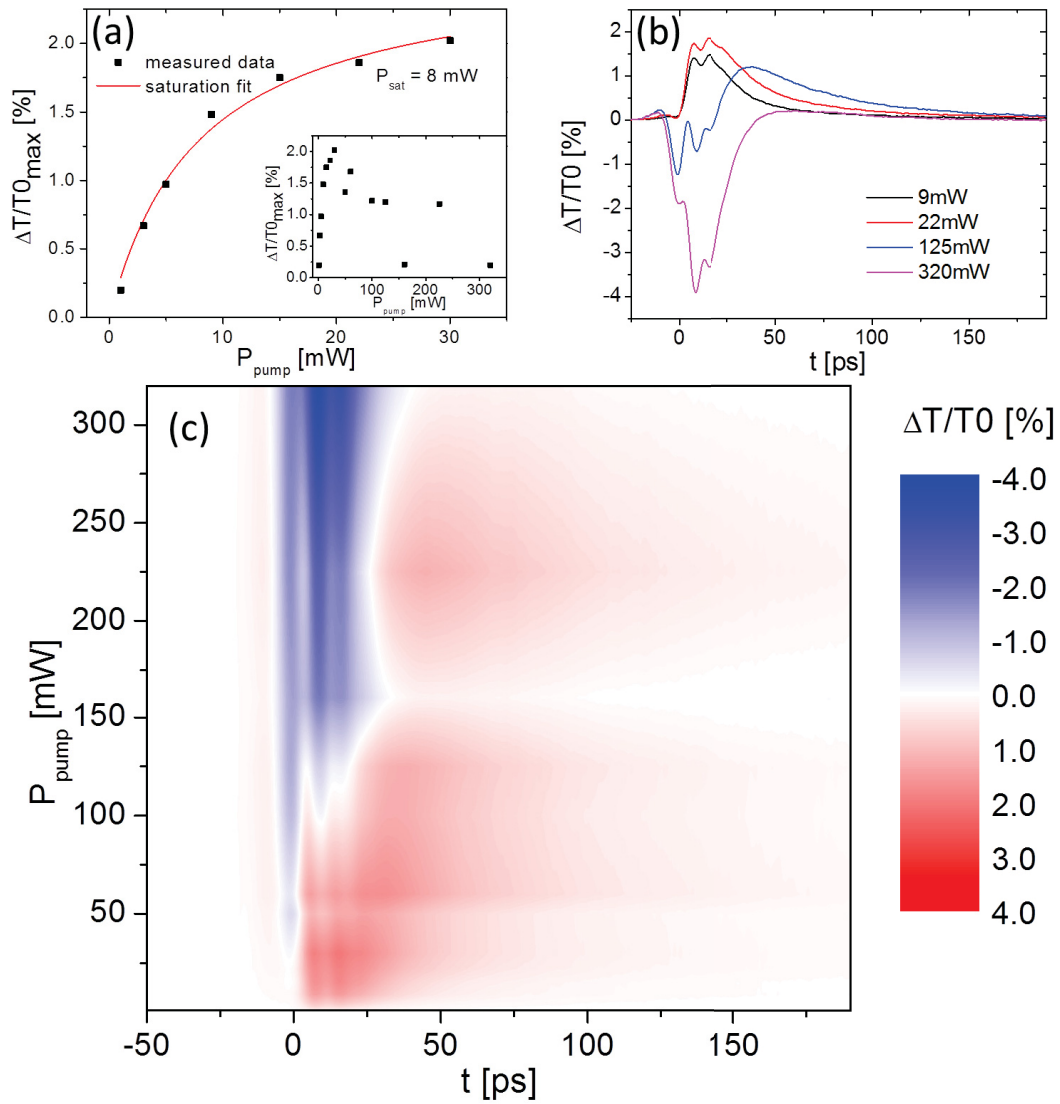 (a)
measured data
saturation fit
P_sat = 8 mW
ΔT/T0_max [%]
2.0
1.5
1.0
0.5
0.0
0
10
20
30
P_pump [mW]
ΔT/T0_max [%]
2.0
1.5
1.0
0.5
0.0
0
100
200
300
P_pump [mW]
(b)
ΔT/T0 [%]
2
1
0
-1
-2
-3
-4
0
50
100
150
t [ps]
9mW
22mW
125mW
320mW
(c)
P_pump [mW]
300
250
200
150
100
50
-50
0
50
100
150
t [ps]
ΔT/T0 [%]
-4.0
-3.0
-2.0
-1.0
0.0
1.0
2.0
3.0
4.0